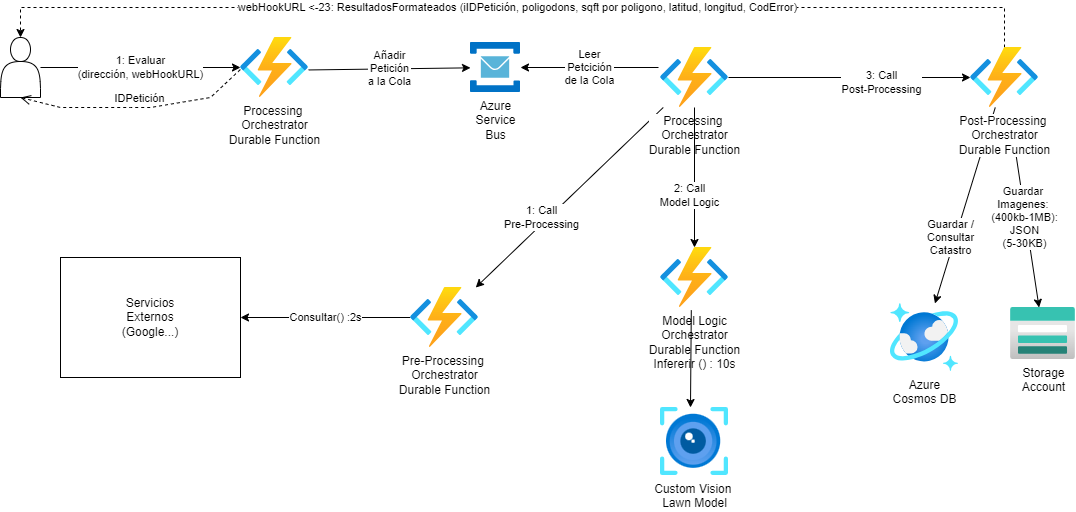 webHookURL <-23: ResultadosFormateados (iIDPetición, poligodons, sqft por poligono, latitud, longitud, CodError)
1: Evaluar
(dirección, webHookURL)
IDPetición
Processing
Orchestrator
Durable Function
Añadir
Petición
a la Cola
Azure
Service
Bus
Leer
Petcición
de la Cola
Processing
Orchestrator
Durable Function
3: Call
Post-Processing
Post-Processing
Orchestrator
Durable Function
1: Call
Pre-Processing
2: Call
Model Logic
Guardar
Imagenes:
(400kb-1MB):
JSON
(5-30KB)
Guardar /
Consultar
Catastro
Servicios
Externos
(Google...)
Consultar() :2s
Pre-Processing
Orchestrator
Durable Function
Model Logic
Orchestrator
Durable Function
Infererir () : 10s
Azure
Cosmos DB
Storage
Account
Custom Vision
Lawn Model